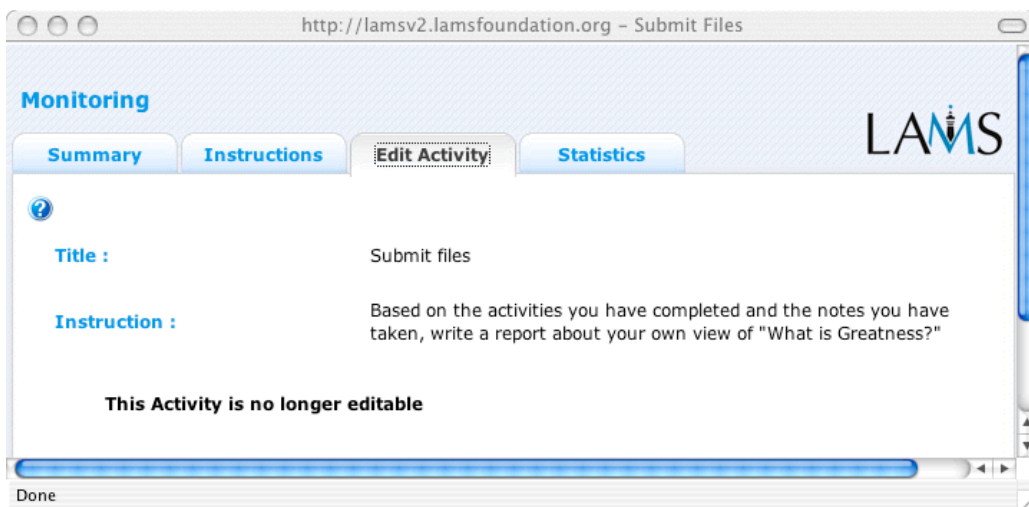 http://lamsv2.lamsfoundation.org – Submit Files
Monitoring
LAMS
Summary Instructions Edit Activity Statistics
?
Title : Submit files
Instruction : Based on the activities you have completed and the notes you have
taken, write a report about your own view of "What is Greatness?"
This Activity is no longer editable
Done